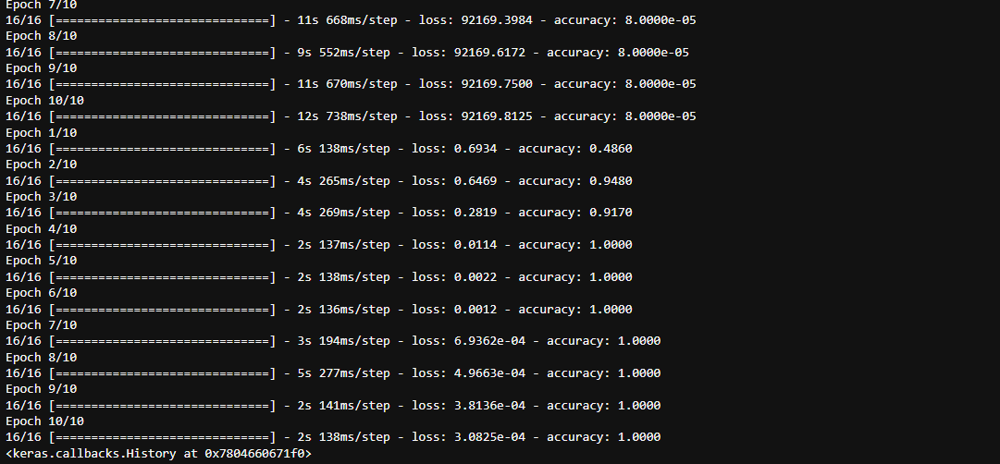 Epoch 7/10
16/16 [==============================] - 11s 668ms/step - loss: 92169.3984 - accuracy: 8.0000e-05
Epoch 8/10
16/16 [==============================] - 9s 552ms/step - loss: 92169.6172 - accuracy: 8.0000e-05
Epoch 9/10
16/16 [==============================] - 11s 670ms/step - loss: 92169.7500 - accuracy: 8.0000e-05
Epoch 10/10
16/16 [==============================] - 12s 738ms/step - loss: 92169.8125 - accuracy: 8.0000e-05
Epoch 1/10
16/16 [==============================] - 6s 138ms/step - loss: 0.6934 - accuracy: 0.4860
Epoch 2/10
16/16 [==============================] - 4s 265ms/step - loss: 0.6469 - accuracy: 0.9480
Epoch 3/10
16/16 [==============================] - 4s 269ms/step - loss: 0.2819 - accuracy: 0.9170
Epoch 4/10
16/16 [==============================] - 2s 137ms/step - loss: 0.0114 - accuracy: 1.0000
Epoch 5/10
16/16 [==============================] - 2s 138ms/step - loss: 0.0022 - accuracy: 1.0000
Epoch 6/10
16/16 [==============================] - 2s 136ms/step - loss: 0.0012 - accuracy: 1.0000
Epoch 7/10
16/16 [==============================] - 3s 194ms/step - loss: 6.9362e-04 - accuracy: 1.0000
Epoch 8/10
16/16 [==============================] - 5s 277ms/step - loss: 4.9663e-04 - accuracy: 1.0000
Epoch 9/10
16/16 [==============================] - 2s 141ms/step - loss: 3.8136e-04 - accuracy: 1.0000
Epoch 10/10
16/16 [==============================] - 2s 138ms/step - loss: 3.0825e-04 - accuracy: 1.0000
<keras.callbacks.History at 0x7804660671f0>